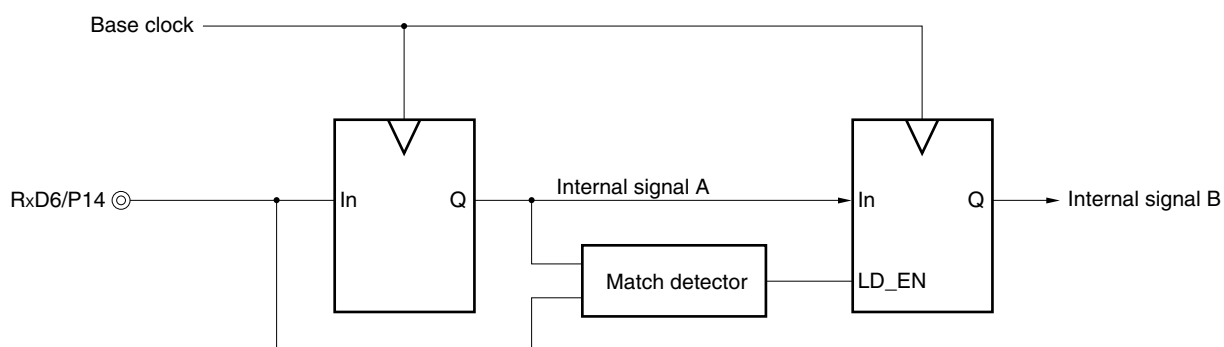 Base clock
RxD6/P14
In
Q
Internal signal A
In
Q
Internal signal B
Match detector
LD_EN